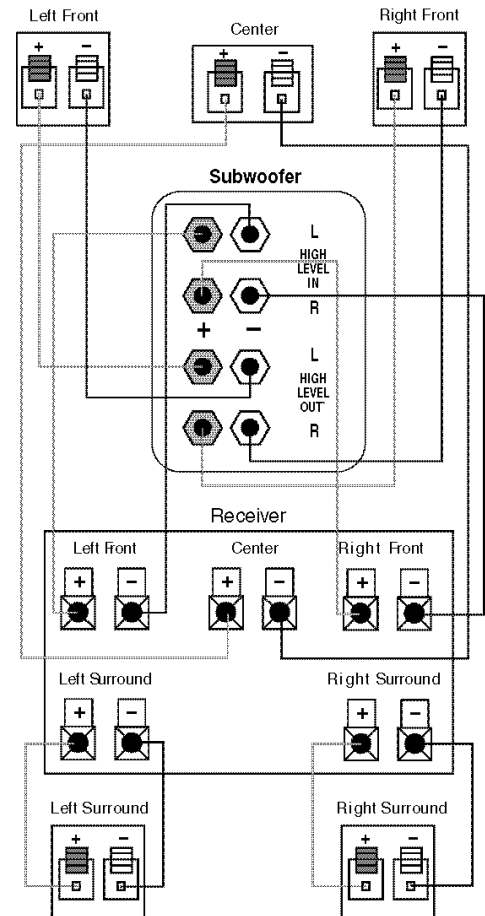 Left Front
Center
Right Front
+ −
+ −
+ −
Subwoofer
L
HIGH
LEVEL
IN
R
+ −
L
HIGH
LEVEL
OUT
R
Receiver
Left Front
Center
Right Front
+ −
+ −
+ −
Left Surround
Right Surround
+ −
+ −
Left Surround
Right Surround
+ −
+ −